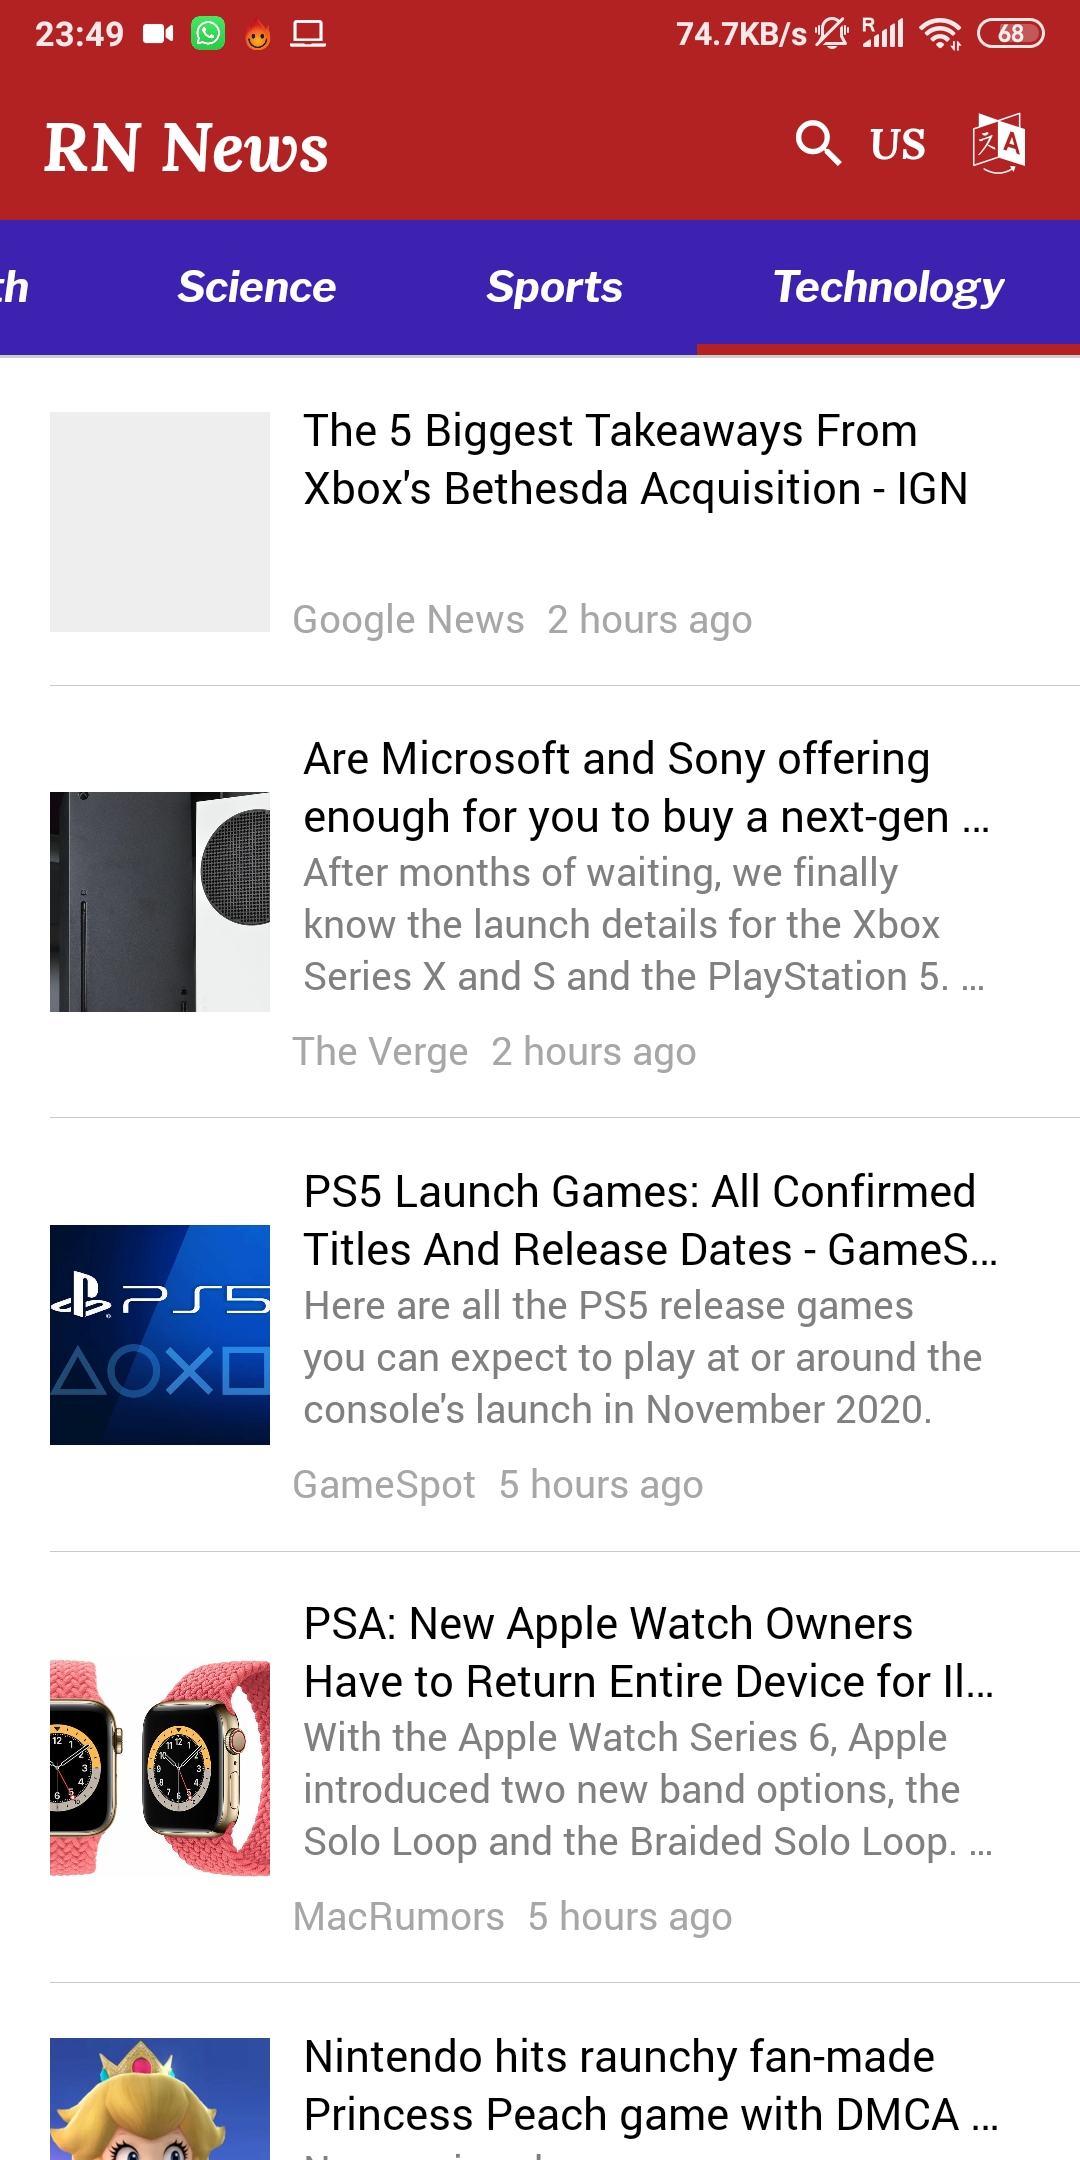 23:49
74.7KB/s
R
68
RN News
US
文A
th
Science
Sports
Technology
The 5 Biggest Takeaways From
Xbox's Bethesda Acquisition - IGN
Google News 2 hours ago
Are Microsoft and Sony offering
enough for you to buy a next-gen ...
After months of waiting, we finally
know the launch details for the Xbox
Series X and S and the PlayStation 5. ...
The Verge 2 hours ago
PS5
PS5 Launch Games: All Confirmed
Titles And Release Dates - GameS...
Here are all the PS5 release games
you can expect to play at or around the
console's launch in November 2020.
GameSpot 5 hours ago
PSA: New Apple Watch Owners
Have to Return Entire Device for Il...
With the Apple Watch Series 6, Apple
introduced two new band options, the
Solo Loop and the Braided Solo Loop. ...
MacRumors 5 hours ago
Nintendo hits raunchy fan-made
Princess Peach game with DMCA ...